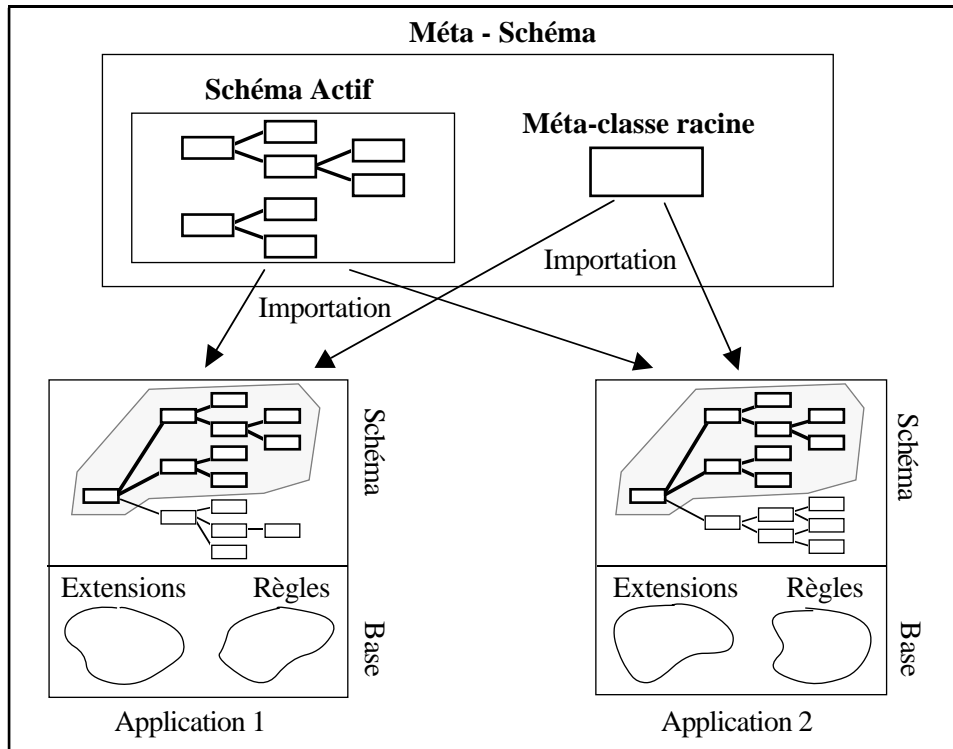 Méta - Schéma
Schéma Actif
Méta-classe racine
Importation
Importation
Schéma
Schéma
Extensions
Règles
Base
Extensions
Règles
Base
Application 1
Application 2